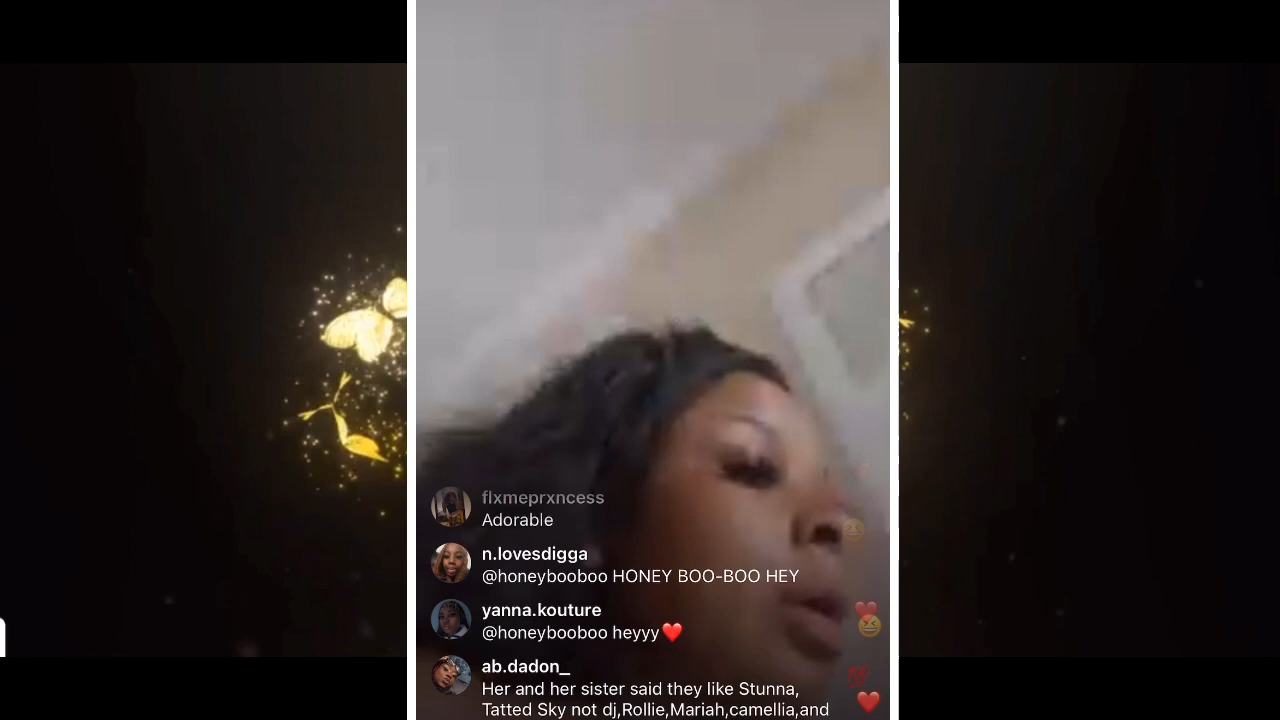 flxmeprxncess
Adorable
n.lovesdigga
@honeybooboo HONEY BOO-BOO HEY
yanna.kouture
@honeybooboo heyyy❤️
ab.dadon_
Her and her sister said they like Stunna,
Tatted Sky not dj,Rollie,Mariah,camellia,and